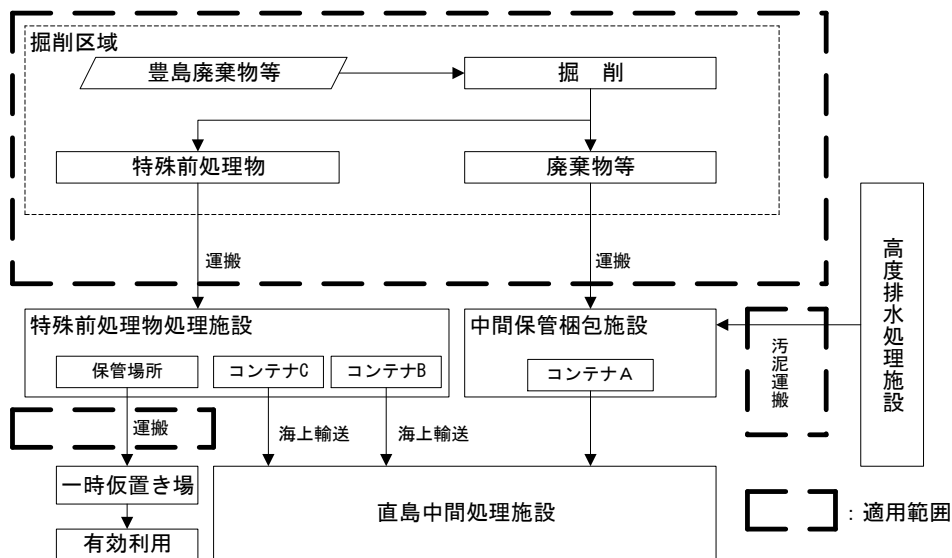 掘削区域
豊島廃棄物等
掘　削
特殊前処理物
廃棄物等
運搬
運搬
高度排水処理施設
特殊前処理物処理施設
中間保管梱包施設
汚泥運搬
保管場所
コンテナC
コンテナB
コンテナA
運搬
海上輸送
海上輸送
一時仮置き場
直島中間処理施設
：適用範囲
有効利用